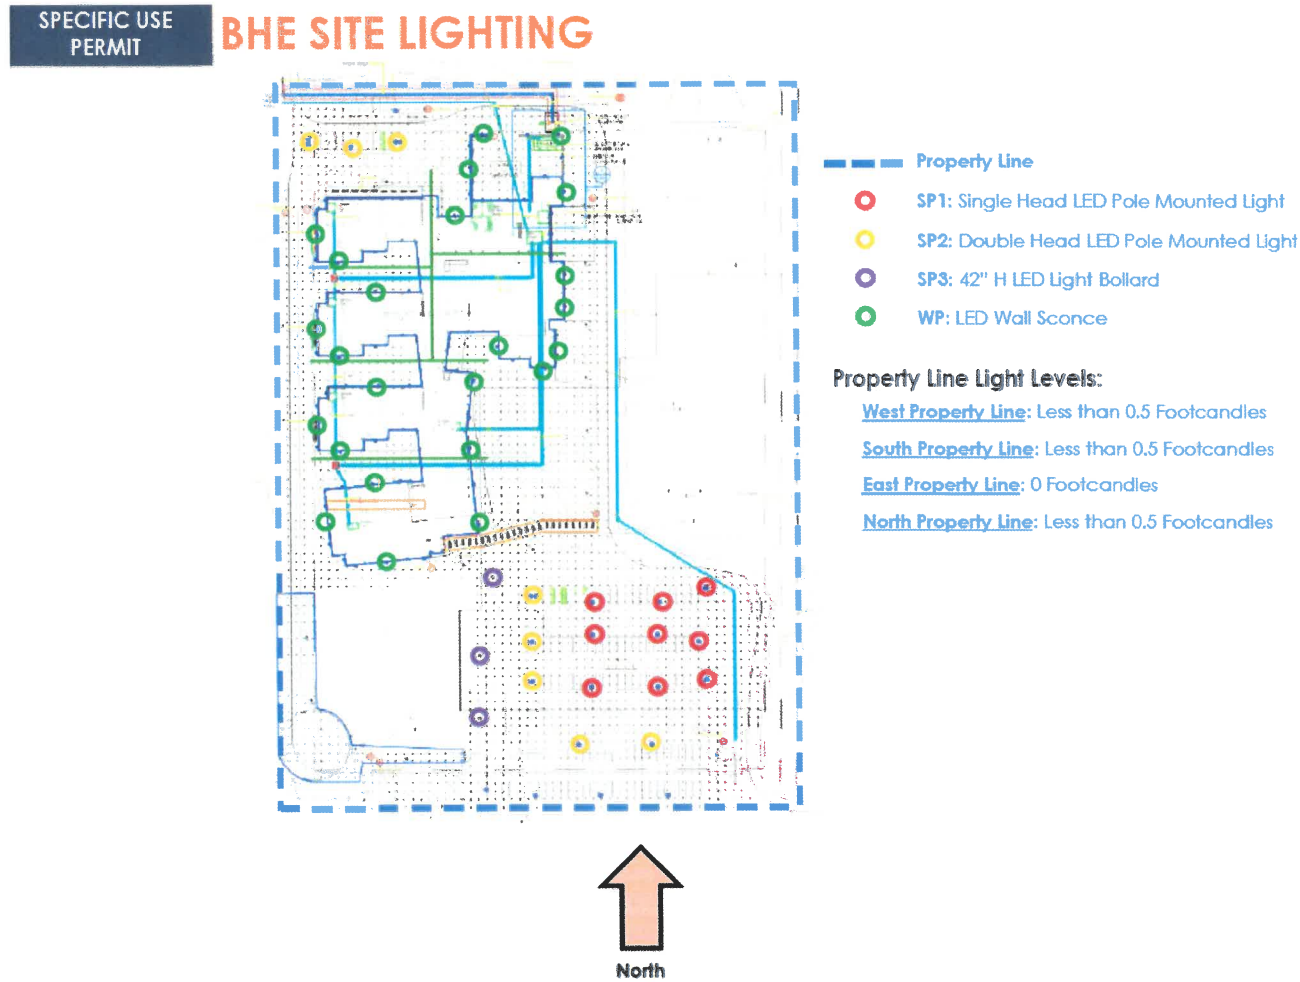 SPECIFIC USE
PERMIT
BHE SITE LIGHTING
Property Line
SP1: Single Head LED Pole Mounted Light
SP2: Double Head LED Pole Mounted Light
SP3: 42" H LED Light Bollard
WP: LED Wall Sconce
Property Line Light Levels:
West Property Line: Less than 0.5 Footcandles
South Property Line: Less than 0.5 Footcandles
East Property Line: 0 Footcandles
North Property Line: Less than 0.5 Footcandles
North